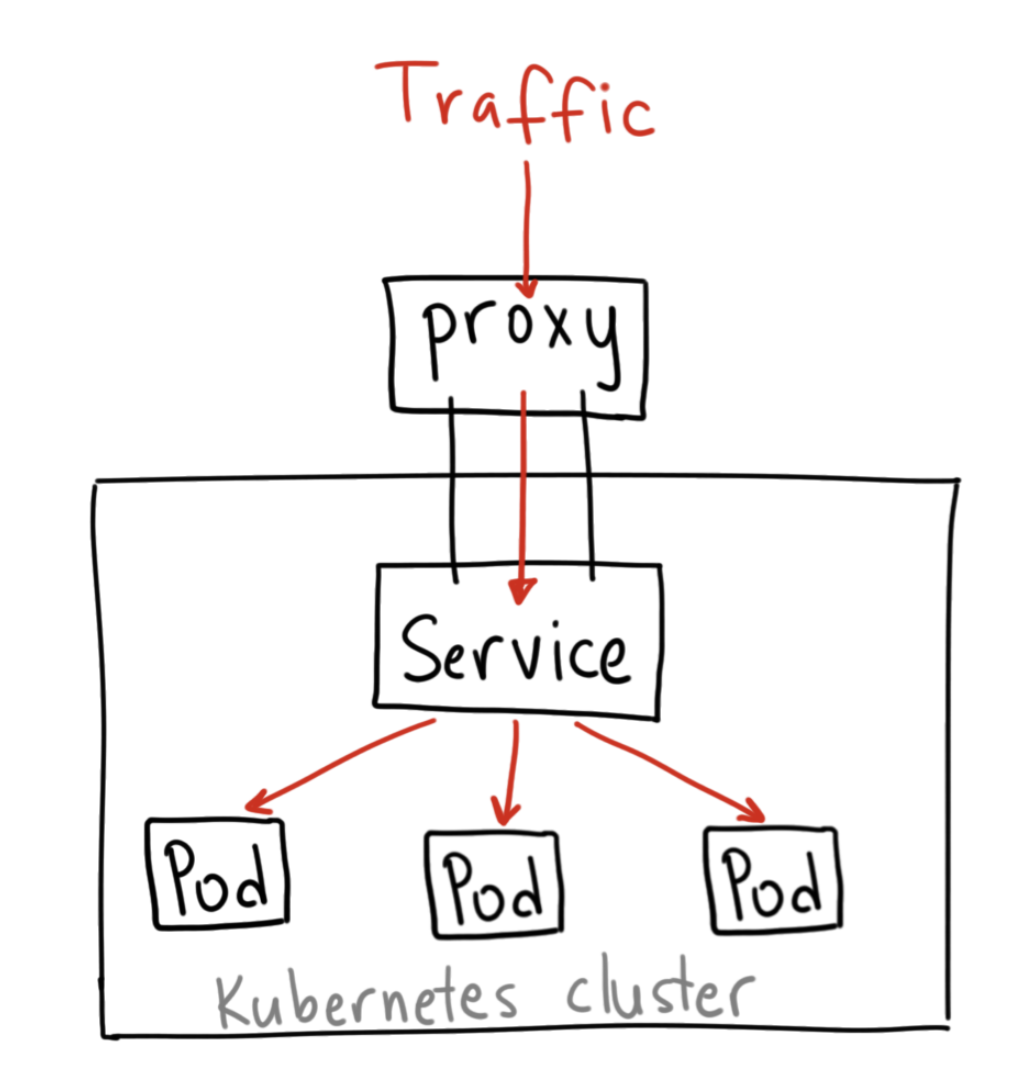 Traffic
proxy
Service
Pod
Pod
Pod
Kubernetes cluster